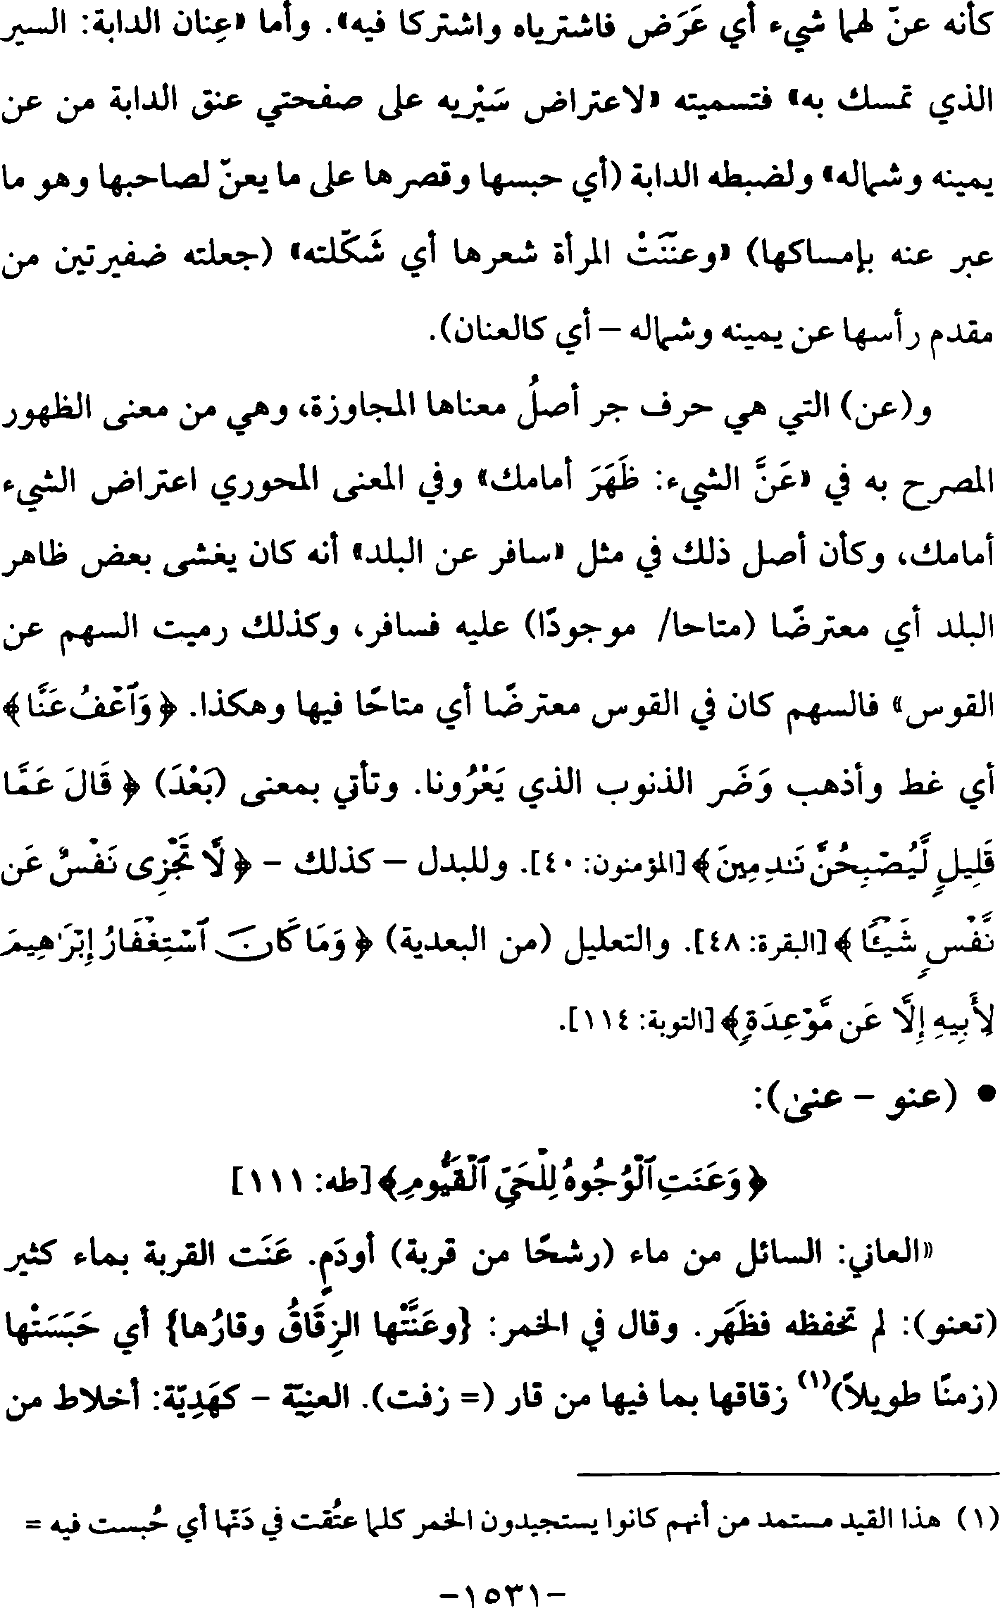 كأنه عنّ لهما شيء أي عَرَض فاشترياه واشتركا فيه». وأما «عِنان الدابة: السير
الذي تمسك به» فتسميته «لاعتراض سَيْريه على صفحتي عنق الدابة من عن
يمينه وشماله» ولضبطه الدابة (أي حبسها وقصرها على ما يعنّ لصاحبها وهو ما
عبر عنه بإمساكها) «وعنَّنَتْ المرأة شعرها أي شَكّلته» (جعلته ضفيرتين من
مقدم رأسها عن يمينه وشماله – أي كالعنان).
و(عن) التي هي حرف جر أصلُ معناها المجاوزة، وهي من معنى الظهور
المصرح به في «عَنَّ الشيء: ظَهَرَ أمامك» وفي المعنى المحوري اعتراض الشيء
أمامك، وكأن أصل ذلك في مثل «سافر عن البلد» أنه كان يغشى بعض ظاهر
البلد أي معترضًا (متاحا/ موجودًا) عليه فسافر، وكذلك رميت السهم عن
القوس» فالسهم كان في القوس معترضًا أي متاحًا فيها وهكذا. ﴿وَٱعْفُ عَنَّا﴾
أي غط وأذهب وَضَر الذنوب الذي يَعْرُونا. وتأتي بمعنى (بَعْدَ) ﴿قَالَ عَمَّا
قَلِيلٍ لَّيُصْبِحُنَّ نَٰدِمِينَ﴾ [المؤمنون: ٤٠]. وللبدل – كذلك – ﴿لَّا تَجْزِى نَفْسٌ عَن
نَّفْسٍ شَيْـًٔا﴾ [البقرة: ٤٨]. والتعليل (من البعدية) ﴿وَمَا كَانَ ٱسْتِغْفَارُ إِبْرَٰهِيمَ
لِأَبِيهِ إِلَّا عَن مَّوْعِدَةٍ﴾ [التوبة: ١١٤].
● (عنو – عنى):
﴿وَعَنَتِ ٱلْوُجُوهُ لِلْحَىِّ ٱلْقَيُّومِ﴾ [طه: ١١١]
«العاني: السائل من ماء (رشحًا من قربة) أودَمٍ. عَنَت القربة بماء كثير
(تعنو): لم تحفظه فظَهَر. وقال في الخمر: {وعَنَّتْها الزِقَاقُ وقارُها} أي حَبَسَتْها
(زمنًا طويلاً)(١) زقاقها بما فيها من قار (= زفت). العنِيّة – كهَدِيّة: أخلاط من
(١) هذا القيد مستمد من أنهم كانوا يستجيدون الخمر كلما عتُقت في دَنّها أي حُبست فيه =
-١٥٣١-